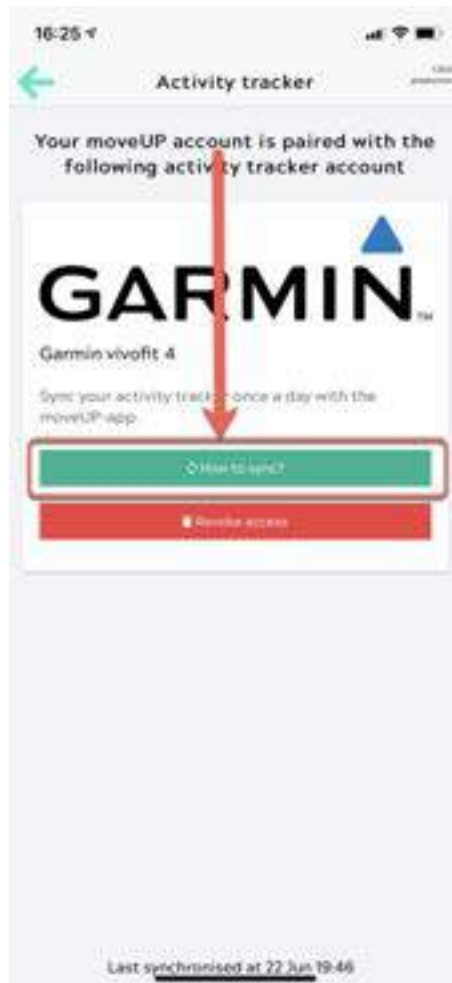 16:25
Activity tracker
Your moveUP account is paired with the
following activity tracker account
GARMIN™
Garmin vivofit 4
Sync your activity tracker once a day with the
moveUP-app
How to sync?
Revoke access
Last synchronised at 22 Jun 19:46